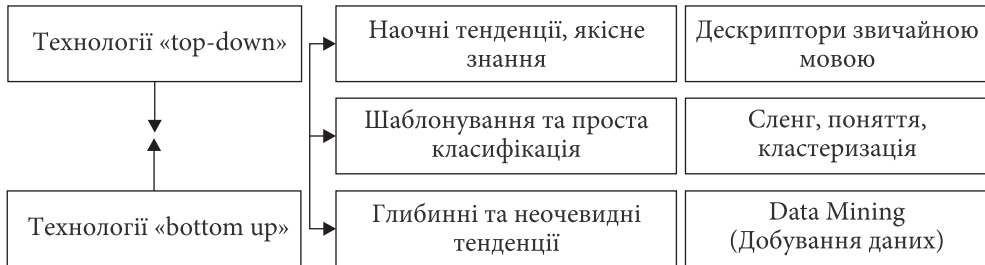 Технології «top-down»
Наочні тенденції, якісне
знання
Дескриптори звичайною
мовою
Шаблонування та проста
класифікація
Сленг, поняття,
кластеризація
Технології «bottom up»
Глибинні та неочевидні
тенденції
Data Mining
(Добування даних)